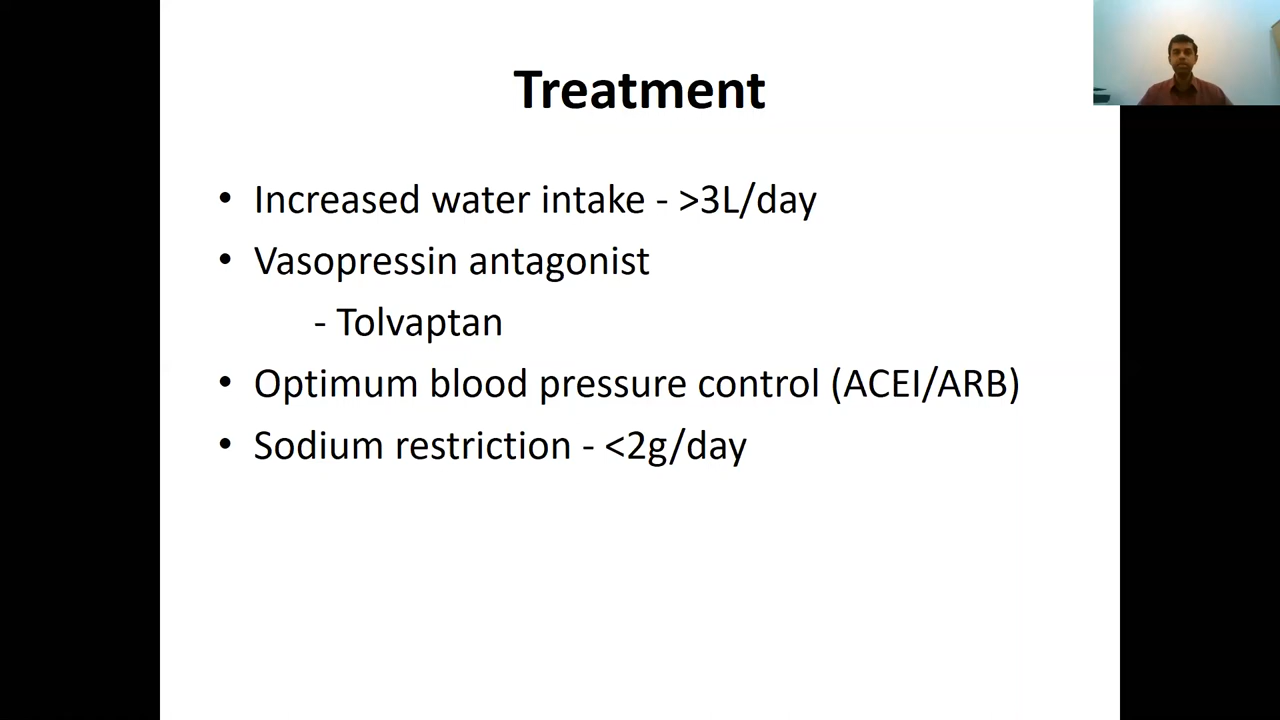 Treatment
• Increased water intake - >3L/day
• Vasopressin antagonist
- Tolvaptan
• Optimum blood pressure control (ACEI/ARB)
• Sodium restriction - <2g/day